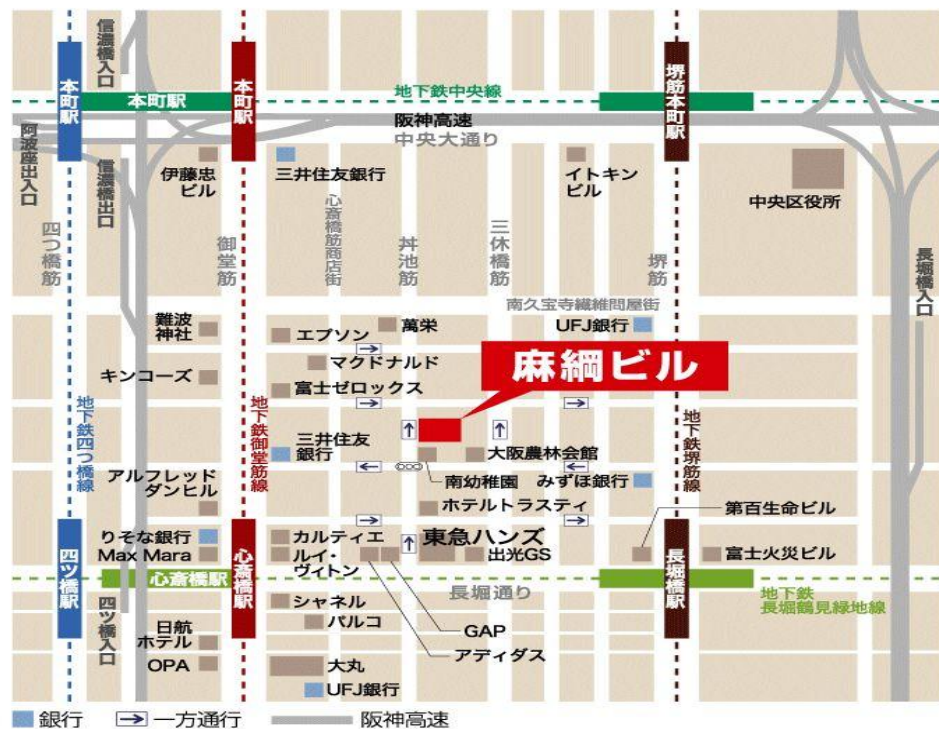 信濃橋入口
本町駅
本町駅
本町駅
地下鉄中央線
堺筋本町駅
阪神高速
中央大通り
阿波座出入口
信濃橋出口
伊藤忠
ビル
三井住友銀行
イトキン
ビル
中央区役所
四つ橋筋
御堂筋
心斎橋筋商店街
丼池筋
三休橋筋
堺筋
長堀橋入口
南久宝寺繊維問屋街
難波
神社
エプソン
萬栄
UFJ銀行
マクドナルド
麻綱ビル
キンコーズ
富士ゼロックス
地下鉄四つ橋線
地下鉄御堂筋線
地下鉄堺筋線
三井住友
銀行
大阪農林会館
アルフレッド
ダンヒル
南幼稚園
みずほ銀行
ホテルトラスティ
第百生命ビル
りそな銀行
カルティエ
東急ハンズ
Max Mara
ルイ・
ヴィトン
出光GS
富士火災ビル
四ツ橋駅
心斎橋駅
心斎橋駅
長堀橋駅
長堀通り
地下鉄
長堀鶴見緑地線
四ツ橋入口
シャネル
パルコ
日航
ホテル
GAP
アディダス
OPA
大丸
UFJ銀行
銀行
一方通行
阪神高速